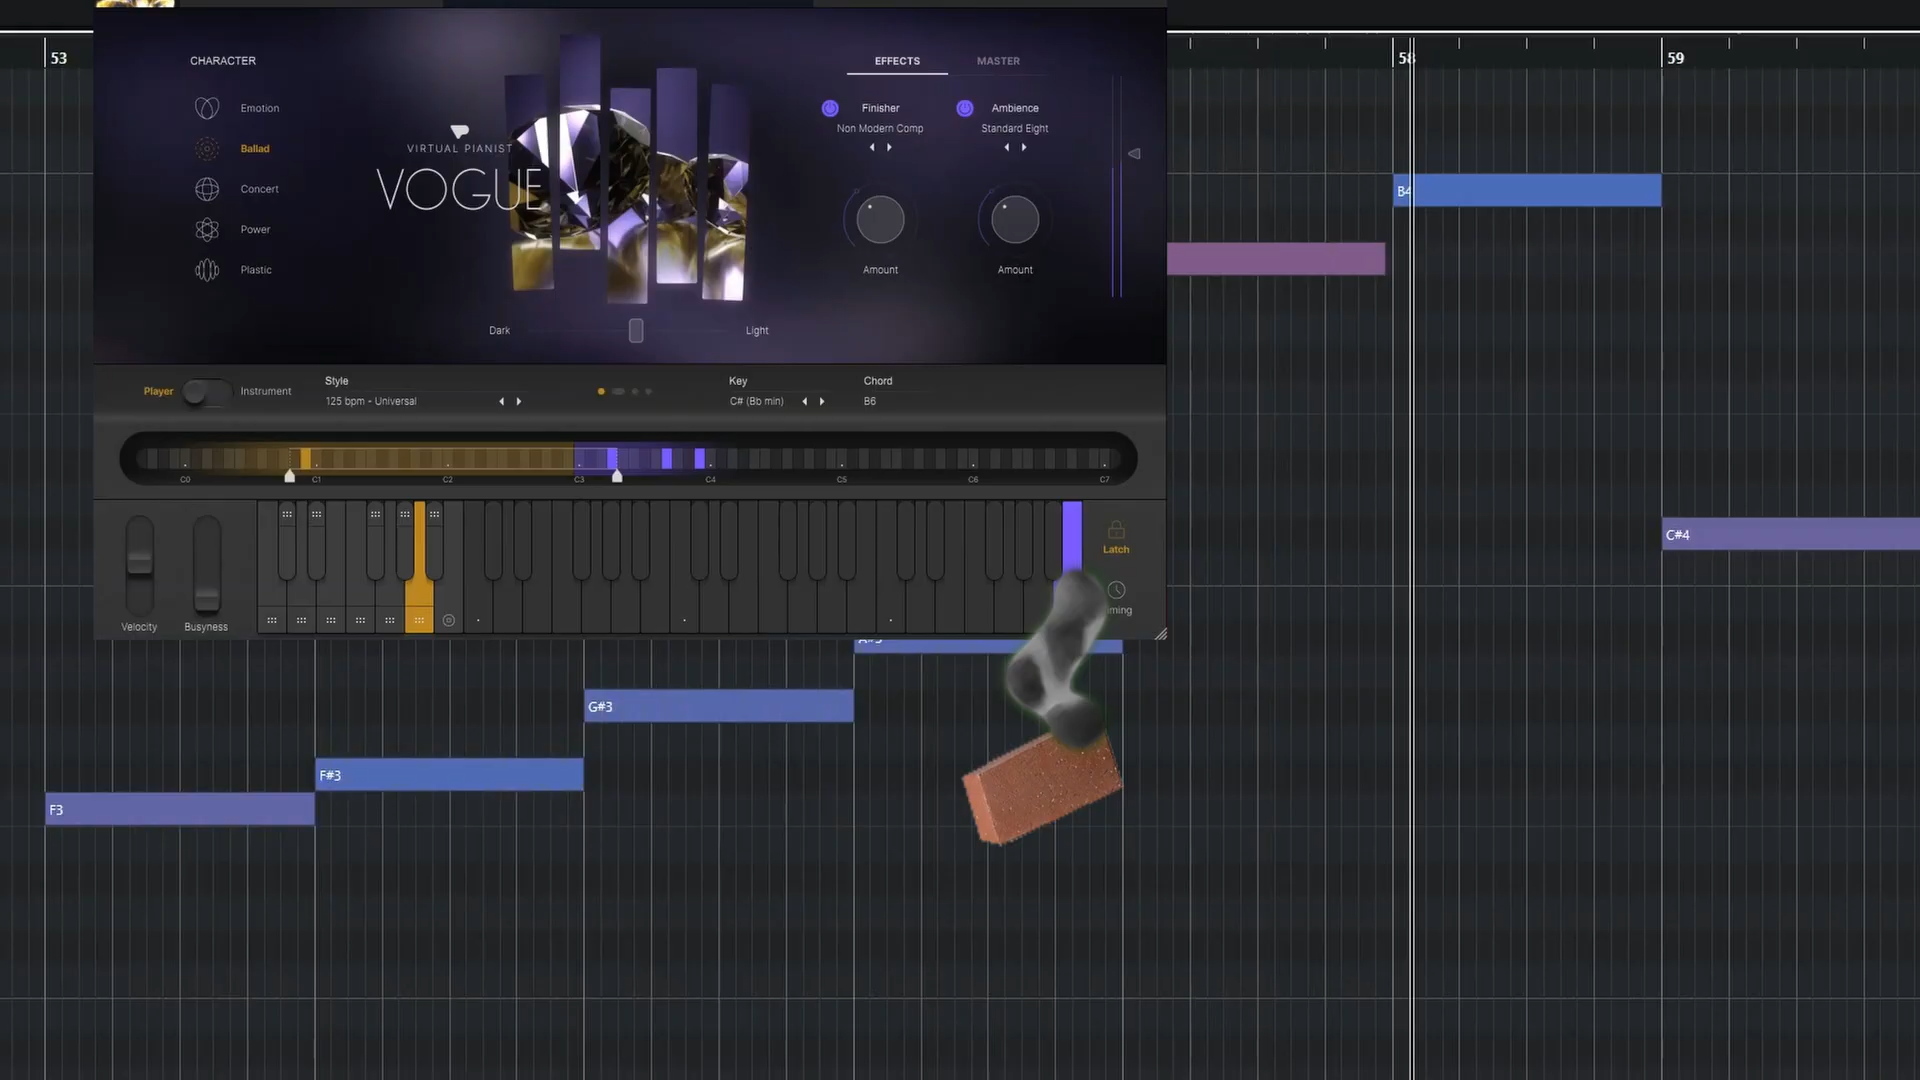 53
58
59
CHARACTER
Emotion
Ballad
Concert
Power
Plastic
VIRTUAL PIANIST
VOGUE
EFFECTS
MASTER
Finisher
Ambience
Non Modern Comp
Standard Eight
Amount
Amount
Dark
Light
Player
Instrument
Style
125 bpm - Universal
Key
C# (Bb min)
Chord
B6
C0
C1
C2
C3
C4
C5
C6
C7
Velocity
Busyness
Latch
ming
B4
C#4
G#3
F#3
F3